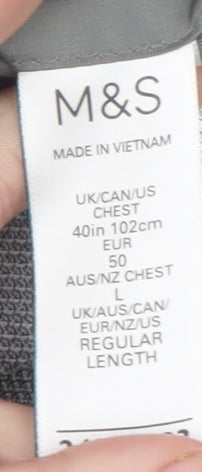 M&S
MADE IN VIETNAM
UK/CAN/US
CHEST
40in 102cm
EUR
50
AUS/NZ CHEST
L
UK/AUS/CAN/
EUR/NZ/US
REGULAR
LENGTH